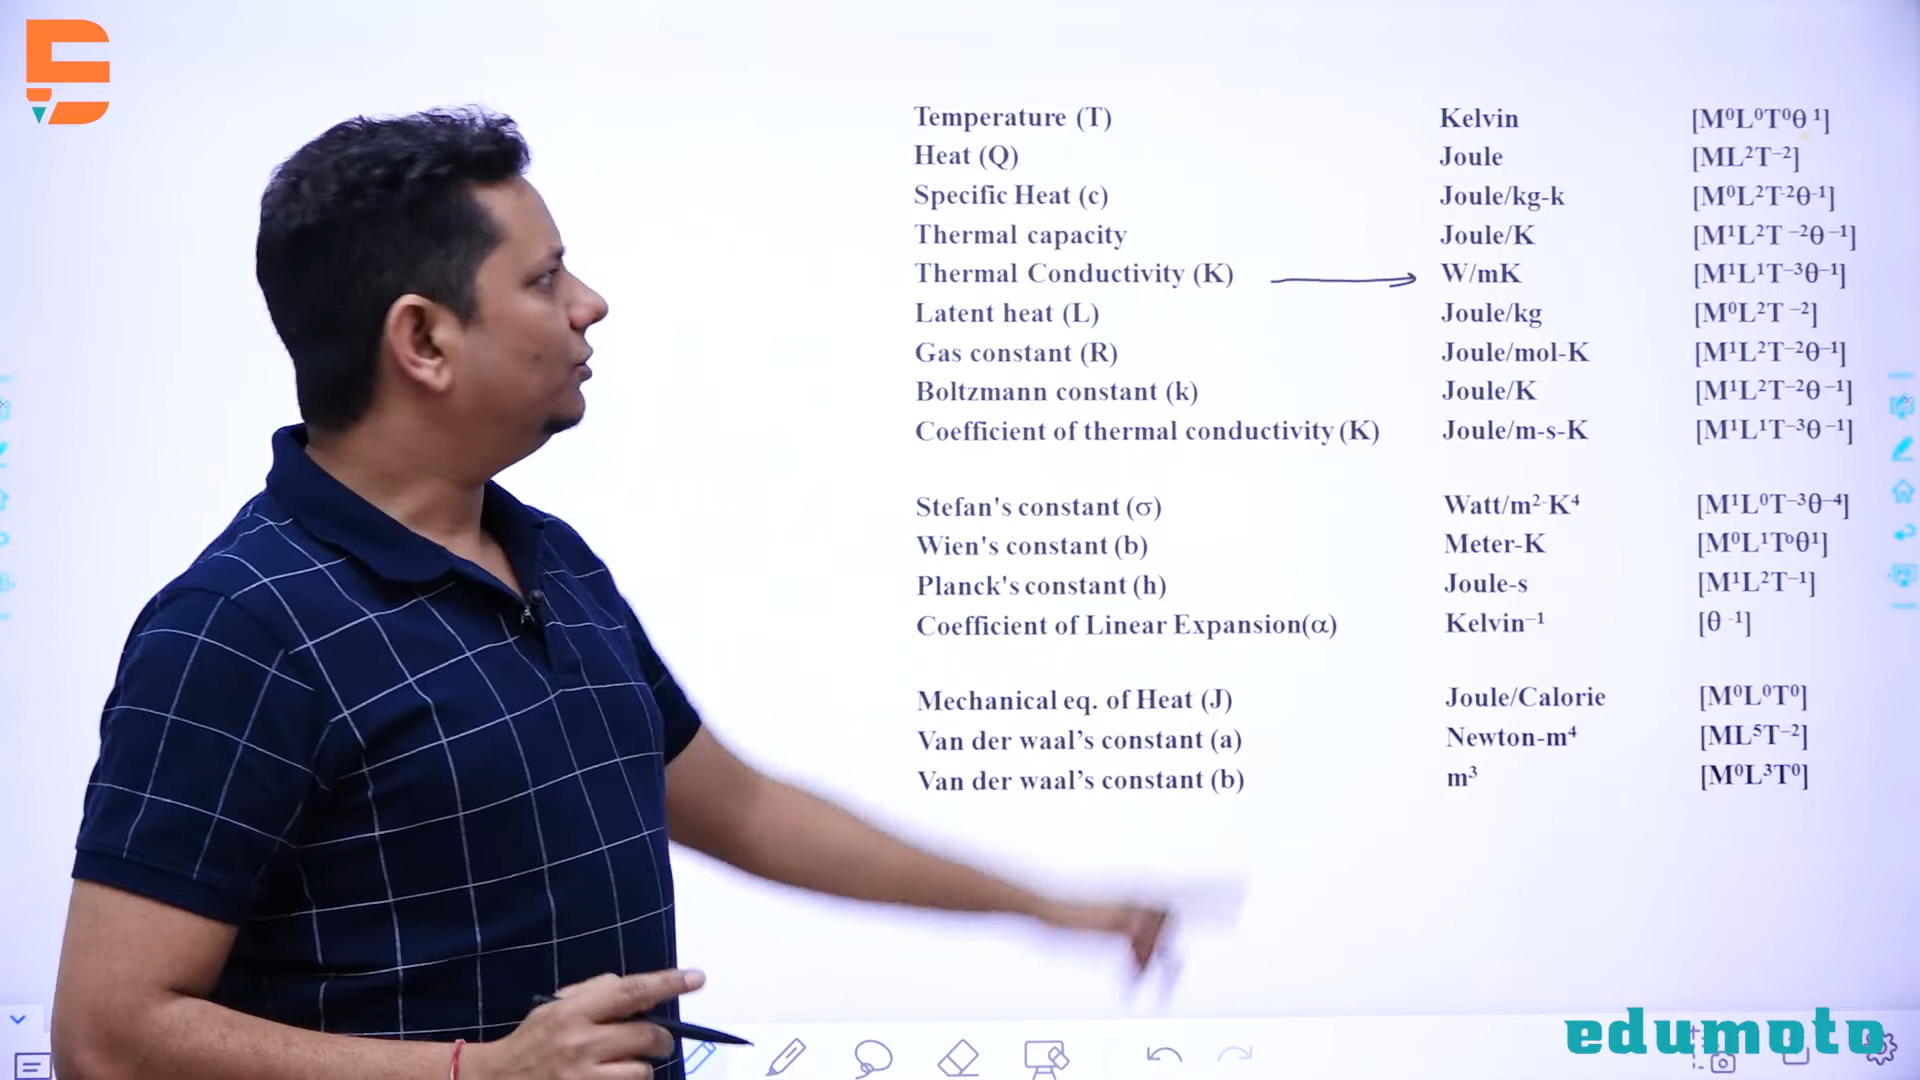 Temperature (T) Kelvin [M⁰L⁰T⁰θ ¹]
Heat (Q) Joule [ML²T⁻²]
Specific Heat (c) Joule/kg-k [M⁰L²T⁻²θ⁻¹]
Thermal capacity Joule/K [M¹L²T ⁻²θ ⁻¹]
Thermal Conductivity (K) W/mK [M¹L¹T⁻³θ⁻¹]
Latent heat (L) Joule/kg [M⁰L²T ⁻²]
Gas constant (R) Joule/mol-K [M¹L²T⁻²θ⁻¹]
Boltzmann constant (k) Joule/K [M¹L²T⁻²θ ⁻¹]
Coefficient of thermal conductivity (K) Joule/m-s-K [M¹L¹T⁻³θ ⁻¹]
Stefan's constant (σ) Watt/m²-K⁴ [M¹L⁰T⁻³θ⁻⁴]
Wien's constant (b) Meter-K [M⁰L¹Tᵒθ¹]
Planck's constant (h) Joule-s [M¹L²T⁻¹]
Coefficient of Linear Expansion(α) Kelvin⁻¹ [θ ⁻¹]
Mechanical eq. of Heat (J) Joule/Calorie [M⁰L⁰T⁰]
Van der waal’s constant (a) Newton-m⁴ [ML⁵T⁻²]
Van der waal’s constant (b) m³ [M⁰L³T⁰]
edumoto